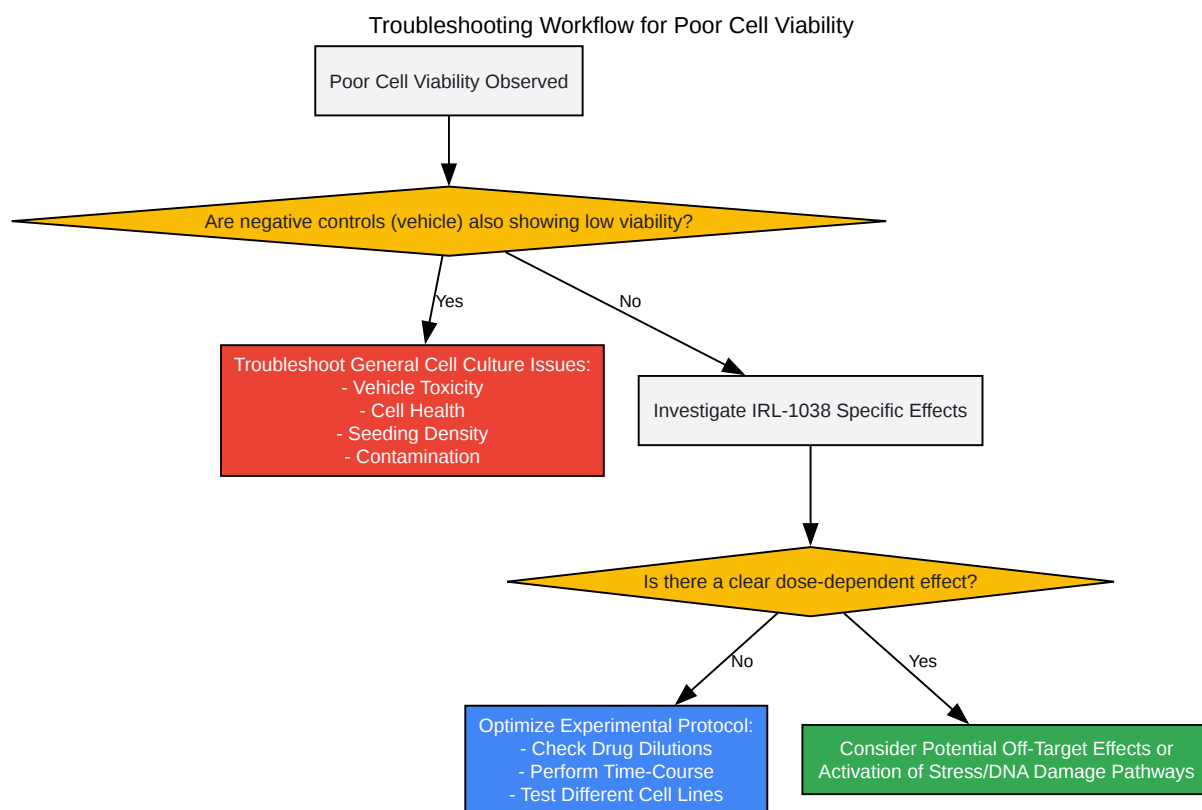 Troubleshooting Workflow for Poor Cell Viability
Poor Cell Viability Observed
Are negative controls (vehicle) also showing low viability?
Yes
No
Troubleshoot General Cell Culture Issues:
- Vehicle Toxicity
- Cell Health
- Seeding Density
- Contamination
Investigate IRL-1038 Specific Effects
Is there a clear dose-dependent effect?
No
Yes
Optimize Experimental Protocol:
- Check Drug Dilutions
- Perform Time-Course
- Test Different Cell Lines
Consider Potential Off-Target Effects or
Activation of Stress/DNA Damage Pathways